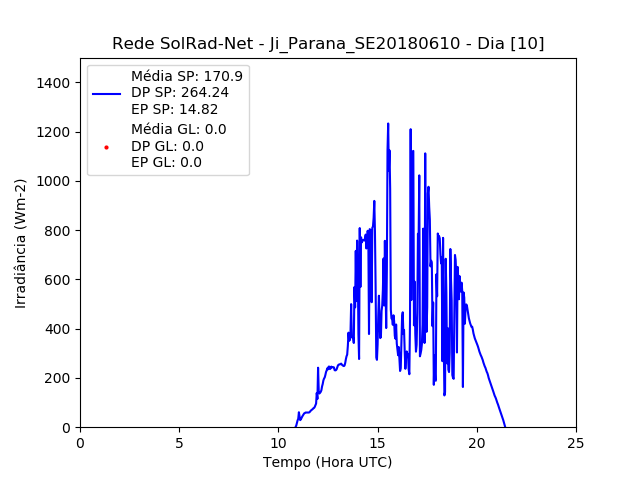 Rede SolRad-Net - Ji_Parana_SE20180610 - Dia [10]
Média SP: 170.9
DP SP: 264.24
EP SP: 14.82
Média GL: 0.0
DP GL: 0.0
EP GL: 0.0
Irradiância (Wm-2)
1400
1200
1000
800
600
400
200
0
0 5 10 15 20 25
Tempo (Hora UTC)